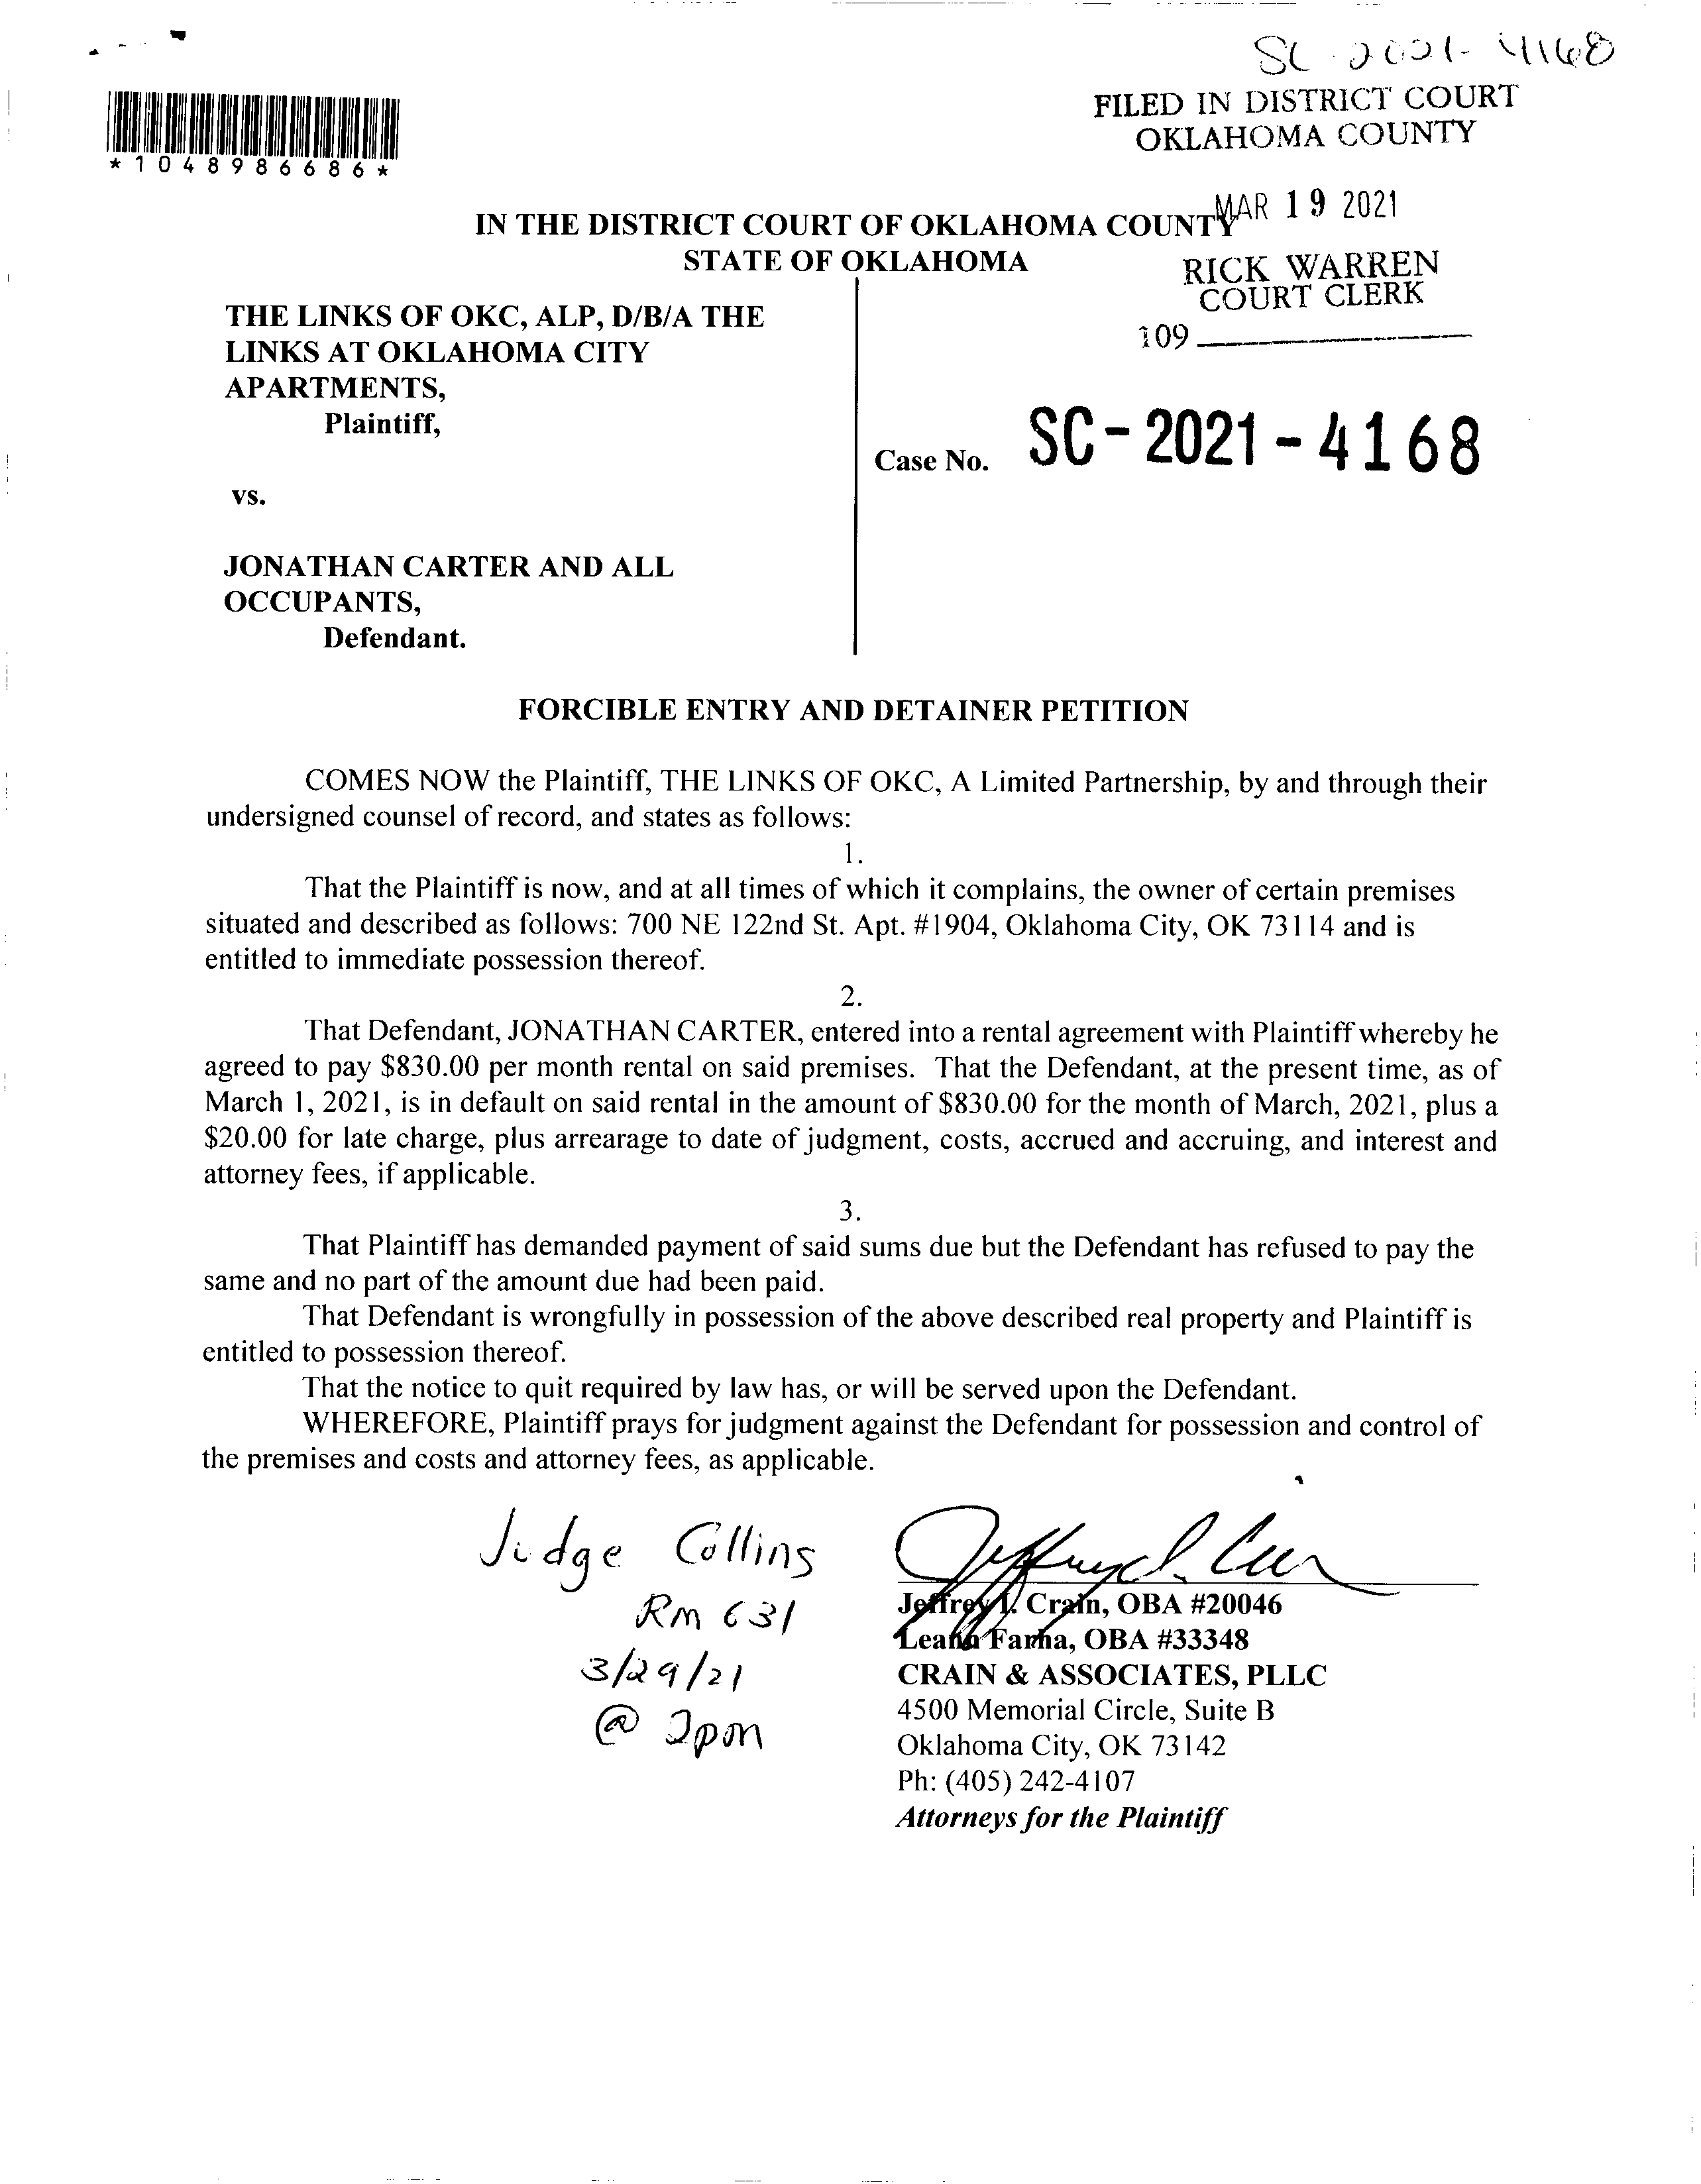 SC-2021-4168
FILED IN DISTRICT COURT
OKLAHOMA COUNTY
*1048986686*
MAR 19 2021
IN THE DISTRICT COURT OF OKLAHOMA COUNTY
STATE OF OKLAHOMA
RICK WARREN
COURT CLERK
109
THE LINKS OF OKC, ALP, D/B/A THE
LINKS AT OKLAHOMA CITY
APARTMENTS,
Plaintiff,
Case No. SC-2021-4168
vs.
JONATHAN CARTER AND ALL
OCCUPANTS,
Defendant.
FORCIBLE ENTRY AND DETAINER PETITION
COMES NOW the Plaintiff, THE LINKS OF OKC, A Limited Partnership, by and through their
undersigned counsel of record, and states as follows:
1.
That the Plaintiff is now, and at all times of which it complains, the owner of certain premises
situated and described as follows: 700 NE 122nd St. Apt. #1904, Oklahoma City, OK 73114 and is
entitled to immediate possession thereof.
2.
That Defendant, JONATHAN CARTER, entered into a rental agreement with Plaintiff whereby he
agreed to pay $830.00 per month rental on said premises. That the Defendant, at the present time, as of
March 1, 2021, is in default on said rental in the amount of $830.00 for the month of March, 2021, plus a
$20.00 for late charge, plus arrearage to date of judgment, costs, accrued and accruing, and interest and
attorney fees, if applicable.
3.
That Plaintiff has demanded payment of said sums due but the Defendant has refused to pay the
same and no part of the amount due had been paid.
That Defendant is wrongfully in possession of the above described real property and Plaintiff is
entitled to possession thereof.
That the notice to quit required by law has, or will be served upon the Defendant.
WHEREFORE, Plaintiff prays for judgment against the Defendant for possession and control of
the premises and costs and attorney fees, as applicable.
Judge Collins
RM 631
3/29/21
@ 2pm
Jeffrey I. Crain, OBA #20046
Leann Farha, OBA #33348
CRAIN & ASSOCIATES, PLLC
4500 Memorial Circle, Suite B
Oklahoma City, OK 73142
Ph: (405) 242-4107
Attorneys for the Plaintiff